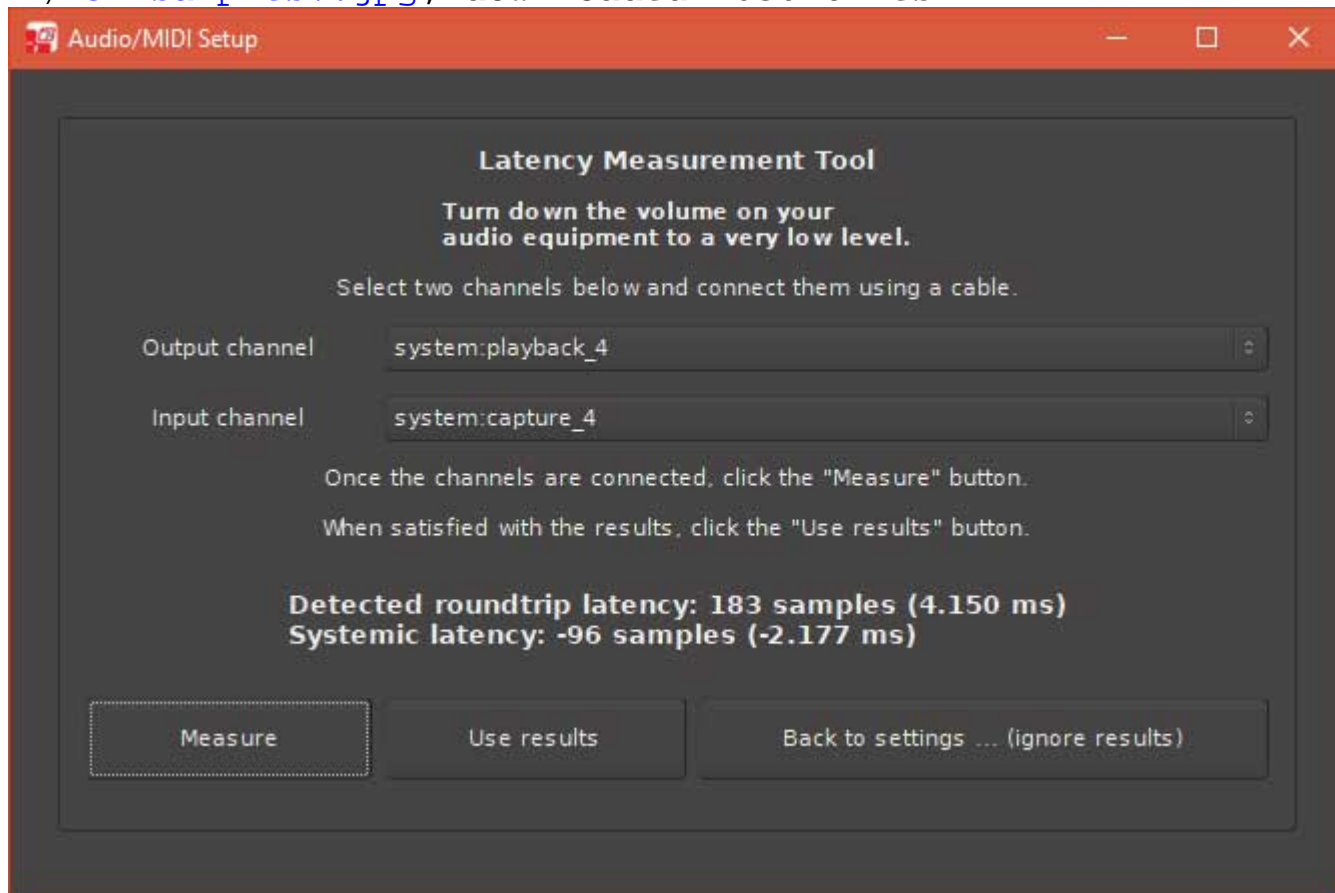 Audio/MIDI Setup
Latency Measurement Tool
Turn down the volume on your
audio equipment to a very low level.
Select two channels below and connect them using a cable.
Output channel system:playback_4
Input channel system:capture_4
Once the channels are connected, click the "Measure" button.
When satisfied with the results, click the "Use results" button.
Detected roundtrip latency: 183 samples (4.150 ms)
Systemic latency: -96 samples (-2.177 ms)
Measure Use results Back to settings ... (ignore results)